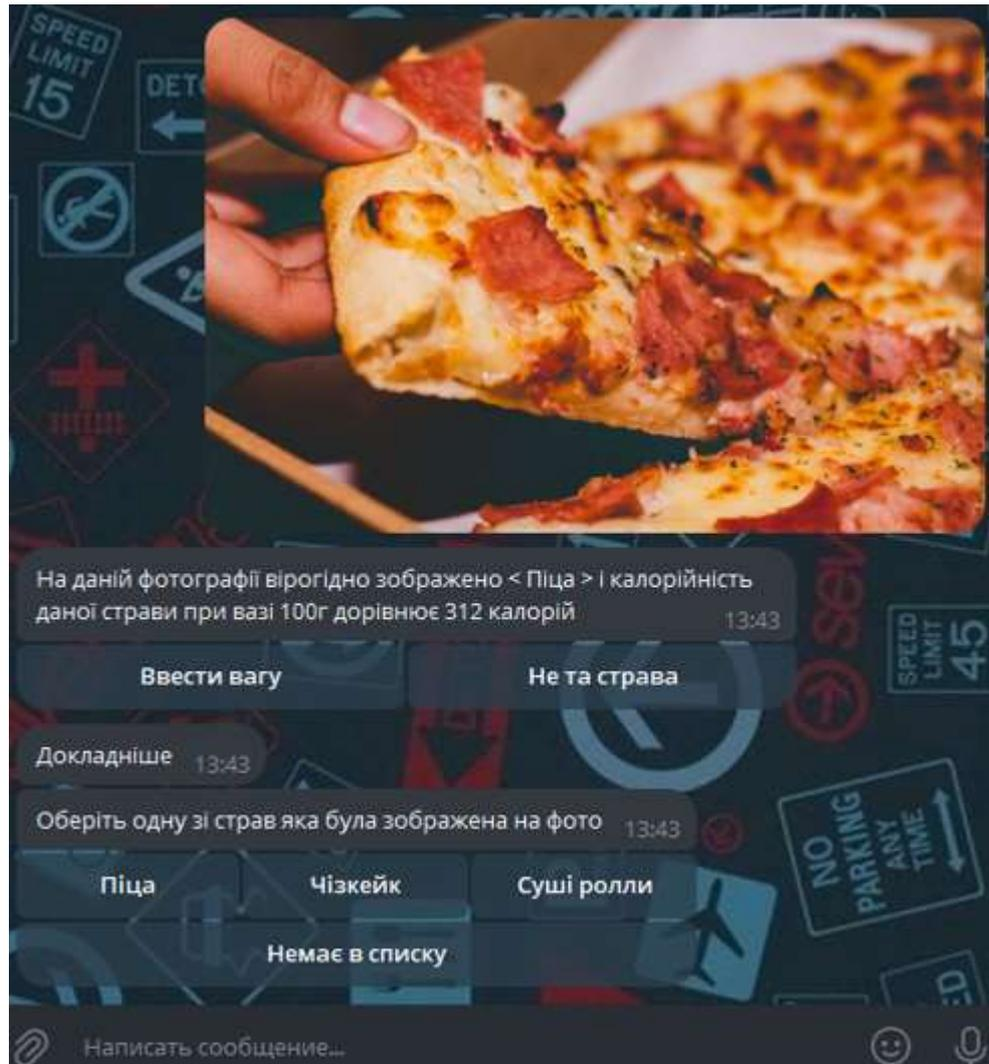 SPEED
LIMIT
15
На даній фотографії вірогідно зображено < Піца > і калорійність
даної страви при вазі 100г дорівнює 312 калорій
13:43
Ввести вагу
Не та страва
SPEED
LIMIT
45
Докладніше
13:43
Оберіть одну зі страв яка була зображена на фото
13:43
NO
PARKING
ANY
TIME
Піца
Чізкейк
Суші ролли
Немає в списку
Написать сообщение...